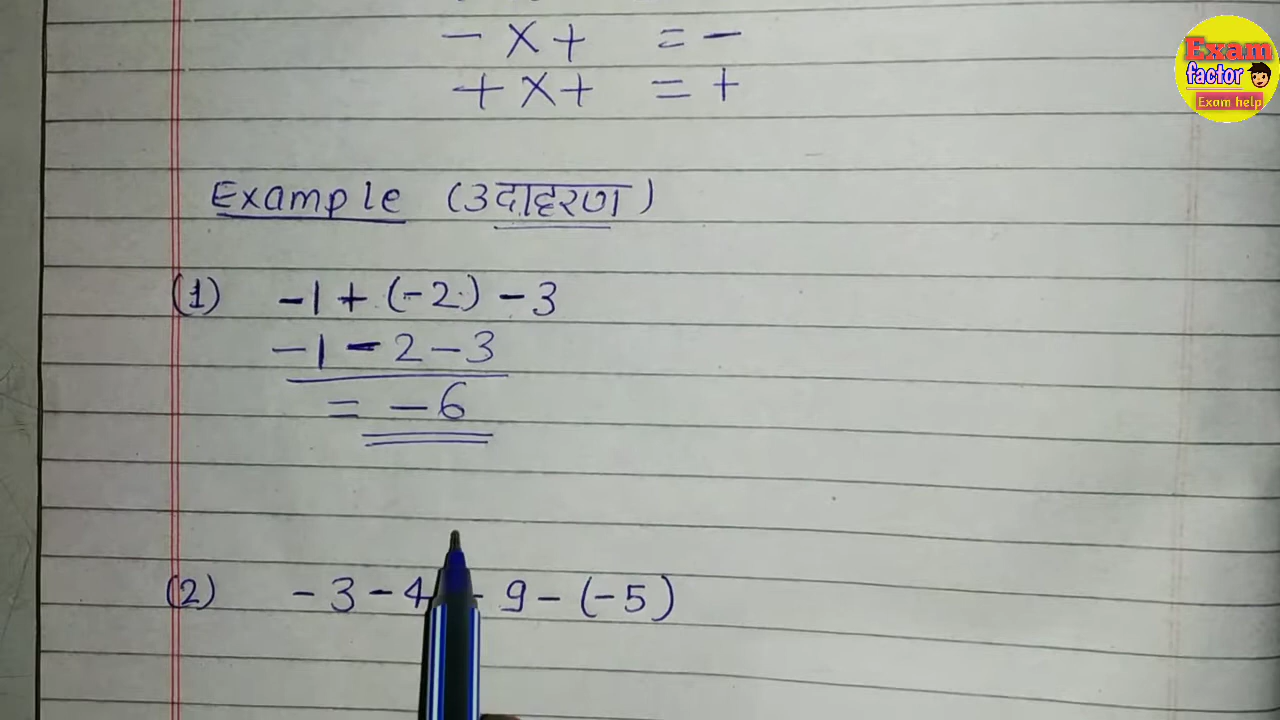 - X + = -
+ X + = +
Example (उदाहरण)
(1) -1 + (-2) - 3
-1 - 2 - 3
= -6
(2) - 3 - 4 - 9 - (-5)
Exam
factor
Exam help